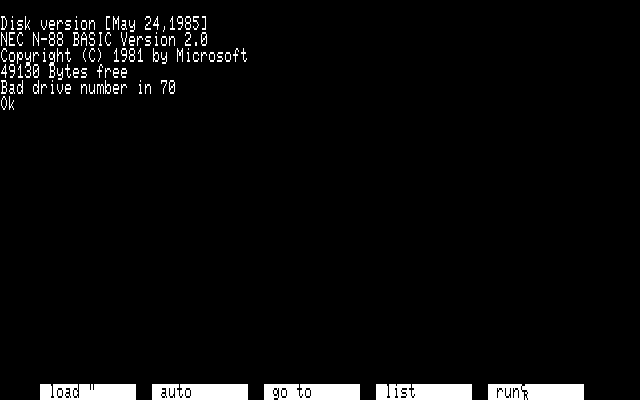 Disk version [May 24,1985]
NEC N-88 BASIC Version 2.0
Copyright (C) 1981 by Microsoft
49130 Bytes free
Bad drive number in 70
Ok
load " auto go to list run␍